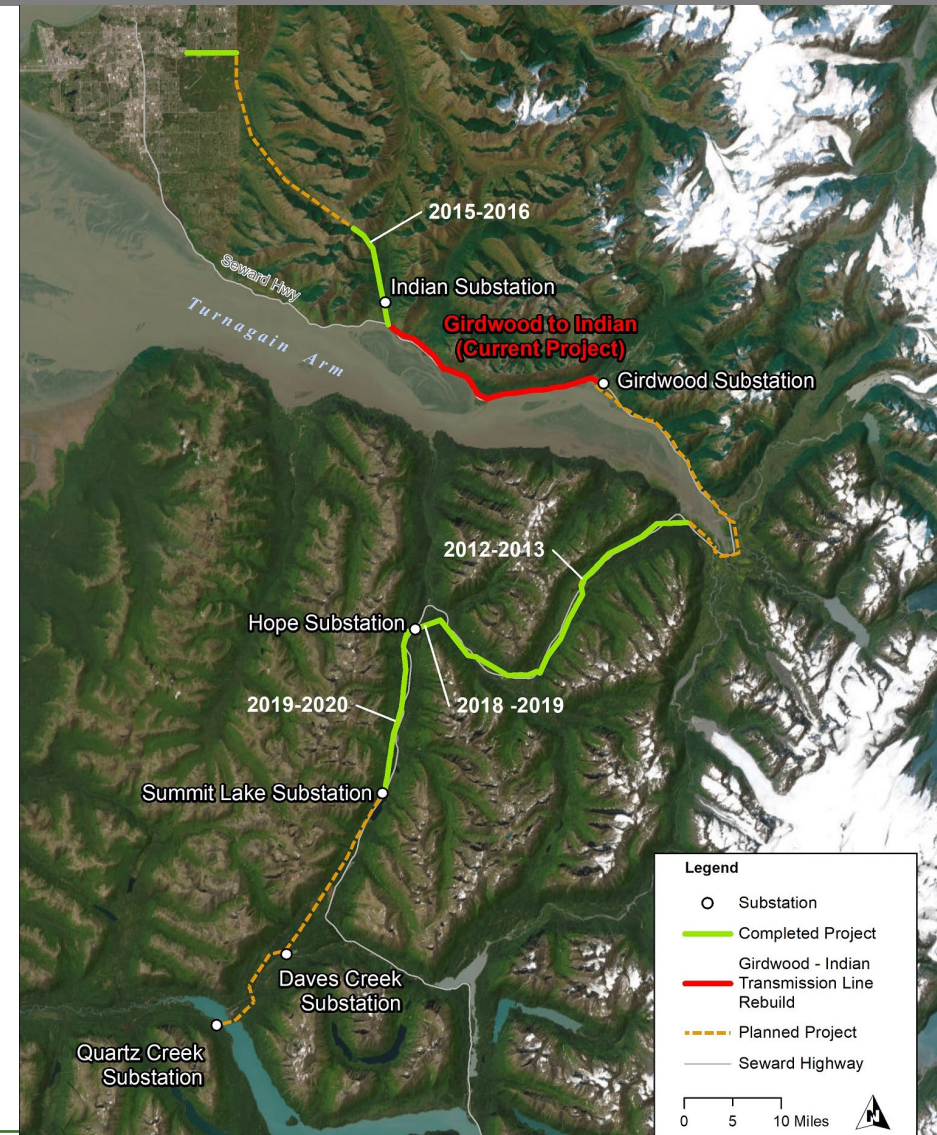 2015-2016
Indian Substation
Seward Hwy
Turnagain Arm
Girdwood to Indian
(Current Project)
Girdwood Substation
2012-2013
Hope Substation
2019-2020
2018 -2019
Summit Lake Substation
Daves Creek
Substation
Quartz Creek
Substation
Legend
Substation
Completed Project
Girdwood - Indian
Transmission Line
Rebuild
Planned Project
Seward Highway
0 5 10 Miles
N